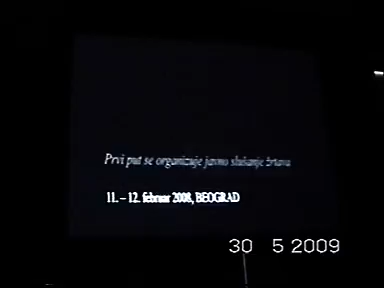 Prvi put se organizuje javno slušanje žrtava
11. – 12. februar 2008, BEOGRAD
30 5 2009